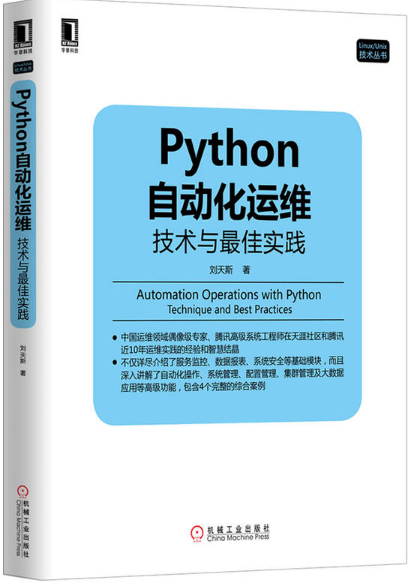 华章科技
Linux/Unix
技术丛书
Python
自动化运维
技术与最佳实践
刘天斯 著
Automation Operations with Python
Technique and Best Practices
● 中国运维领域偶像级专家、腾讯高级系统工程师在天涯社区和腾讯
近10年运维实践的经验和智慧结晶
● 不仅详尽介绍了服务监控、数据报表、系统安全等基础模块，而且
深入讲解了自动化操作、系统管理、配置管理、集群管理及大数据
应用等高级功能，包含4个完整的综合案例
机械工业出版社
China Machine Press
华章科技
Python自动化运维
技术与最佳实践
刘天斯 著
机械工业出版社
China Machine Press